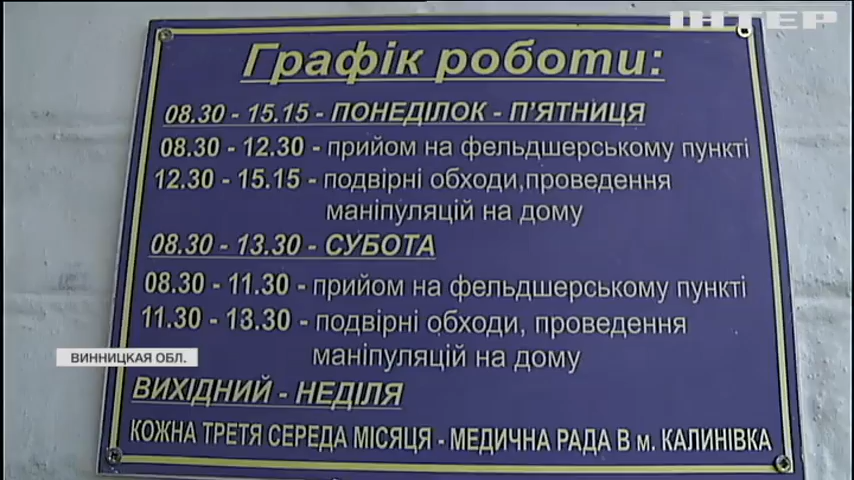 ІНТЕР
Графік роботи:
08.30 - 15.15 - ПОНЕДІЛОК - П'ЯТНИЦЯ
08.30 - 12.30 - прийом на фельдшерському пункті
12.30 - 15.15 - подвірні обходи,проведення
маніпуляцій на дому
08.30 - 13.30 - СУБОТА
08.30 - 11.30 - прийом на фельдшерському пункті
11.30 - 13.30 - подвірні обходи, проведення
маніпуляцій на дому
ВИННИЦКАЯ ОБЛ.
ВИХІДНИЙ - НЕДІЛЯ
КОЖНА ТРЕТЯ СЕРЕДА МІСЯЦЯ - МЕДИЧНА РАДА В м. КАЛИНІВКА